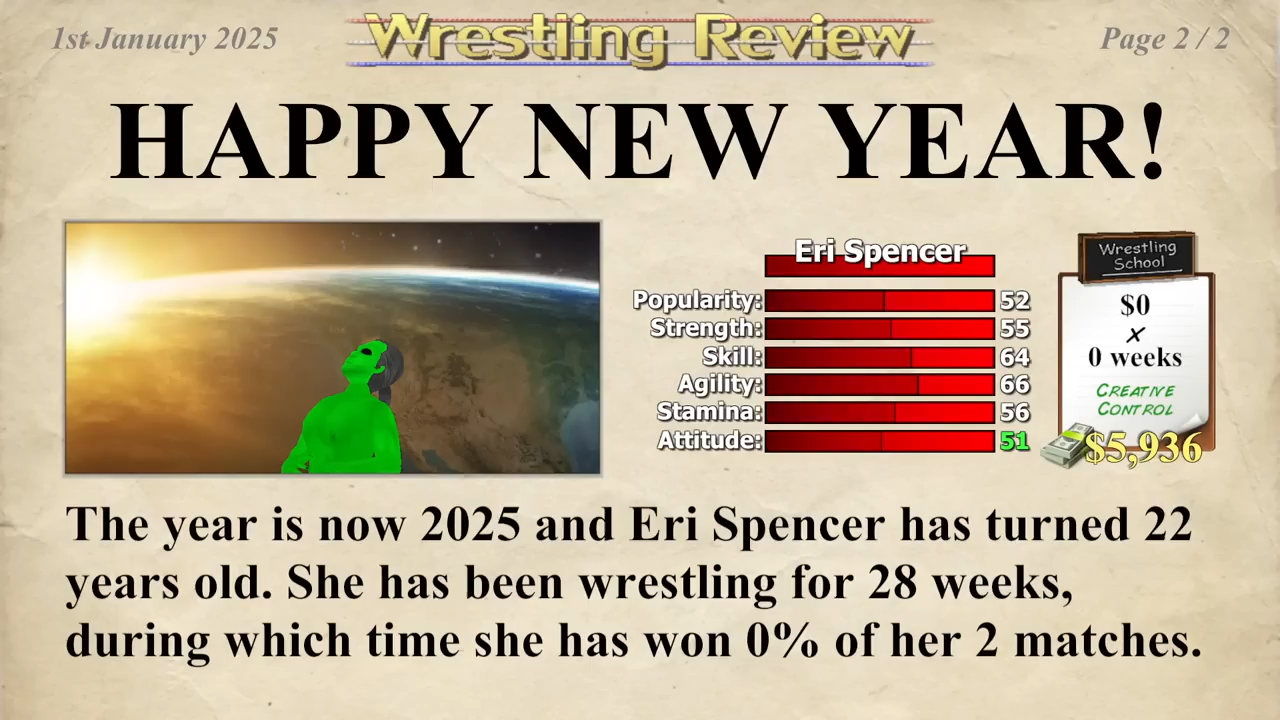 1st January 2025
Wrestling Review
Page 2 / 2
HAPPY NEW YEAR!
Eri Spencer
Popularity: 52
Strength: 55
Skill: 64
Agility: 66
Stamina: 56
Attitude: 51
Wrestling
School
$0
x
0 weeks
CREATIVE
CONTROL
$5,936
The year is now 2025 and Eri Spencer has turned 22
years old. She has been wrestling for 28 weeks,
during which time she has won 0% of her 2 matches.